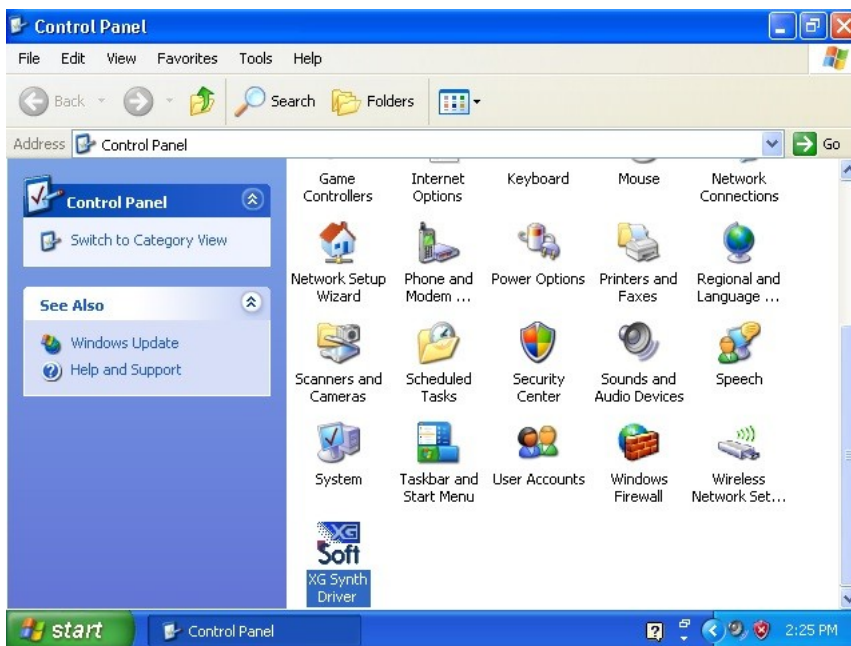 Control Panel
File Edit View Favorites Tools Help
Back Search Folders
Address Control Panel Go
Control Panel
Switch to Category View
See Also
Windows Update
Help and Support
Game Internet Keyboard Mouse Network
Controllers Options Connections
Network Setup Phone and Power Options Printers and Regional and
Wizard Modem ... Faxes Language ...
Scanners and Scheduled Security Sounds and Speech
Cameras Tasks Center Audio Devices
System Taskbar and User Accounts Windows Wireless
Start Menu Firewall Network Set...
XG
Soft
XG Synth
Driver
start Control Panel 2:25 PM